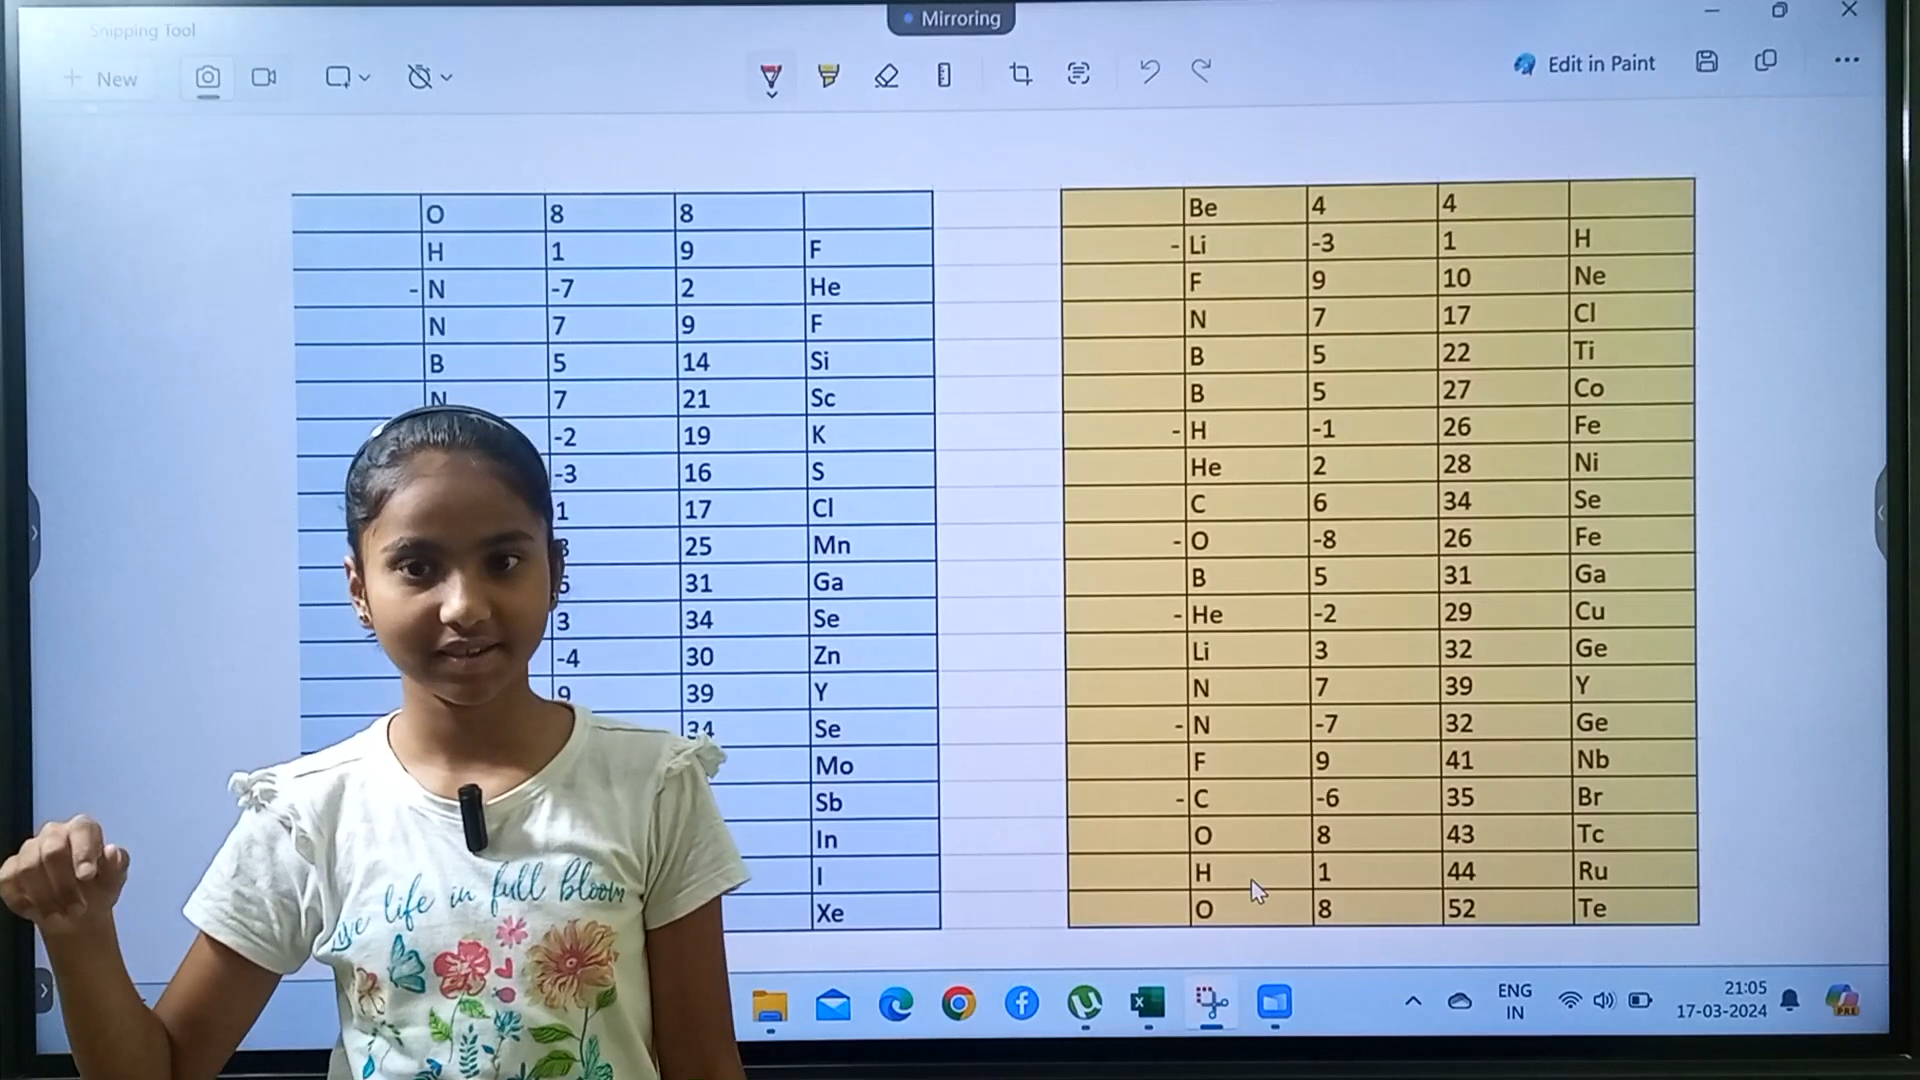 Snipping Tool
Mirroring
New
Edit in Paint
O 8 8
H 1 9 F
- N -7 2 He
N 7 9 F
B 5 14 Si
N 7 21 Sc
-2 19 K
-3 16 S
1 17 Cl
25 Mn
31 Ga
3 34 Se
-4 30 Zn
9 39 Y
34 Se
Mo
Sb
In
I
Xe
Be 4 4
- Li -3 1 H
F 9 10 Ne
N 7 17 Cl
B 5 22 Ti
B 5 27 Co
- H -1 26 Fe
He 2 28 Ni
C 6 34 Se
- O -8 26 Fe
B 5 31 Ga
- He -2 29 Cu
Li 3 32 Ge
N 7 39 Y
- N -7 32 Ge
F 9 41 Nb
- C -6 35 Br
O 8 43 Tc
H 1 44 Ru
O 8 52 Te
life in full bloom
ENG
IN
21:05
17-03-2024
PRE